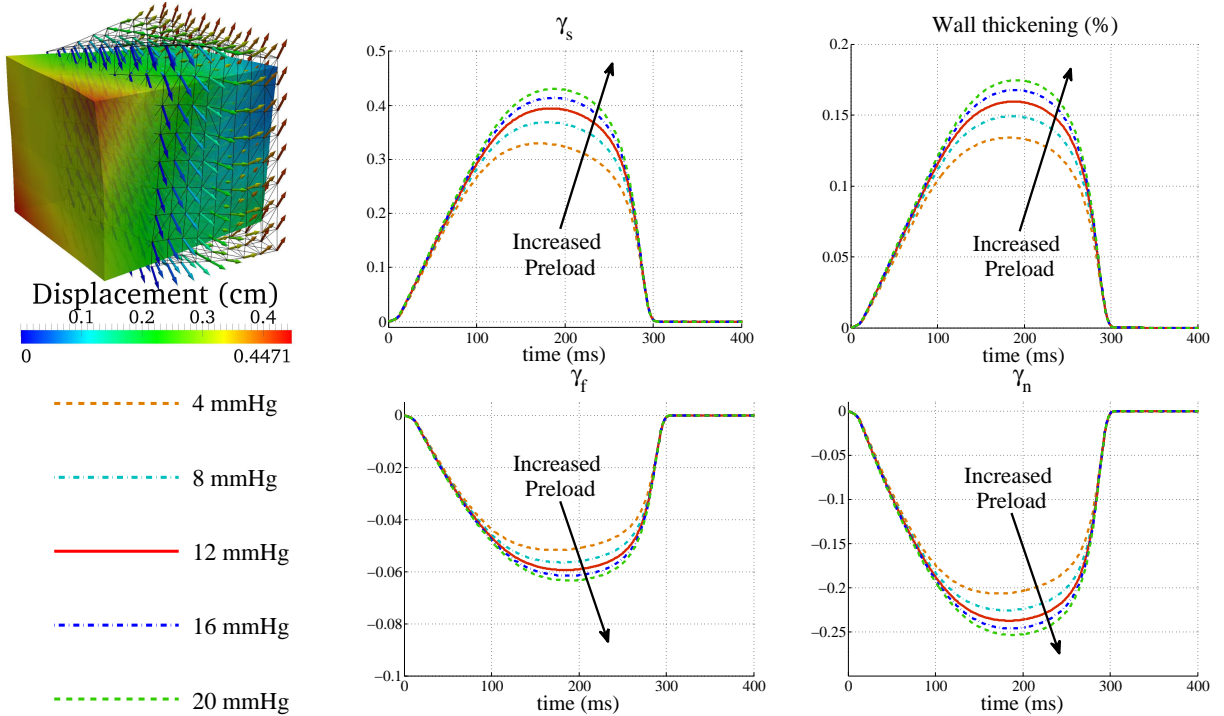 Displacement (cm)
0.1 0.2 0.3 0.4
0 0.4471
4 mmHg
8 mmHg
12 mmHg
16 mmHg
20 mmHg
γs
0.5
0.4
0.3
0.2
0.1
0
0 100 200 300 400
time (ms)
Increased
Preload
Wall thickening (%)
0.2
0.15
0.1
0.05
0
0 100 200 300 400
time (ms)
Increased
Preload
γf
0
−0.02
−0.04
−0.06
−0.08
−0.1
0 100 200 300 400
time (ms)
Increased
Preload
γn
0
−0.05
−0.1
−0.15
−0.2
−0.25
0 100 200 300 400
time (ms)
Increased
Preload